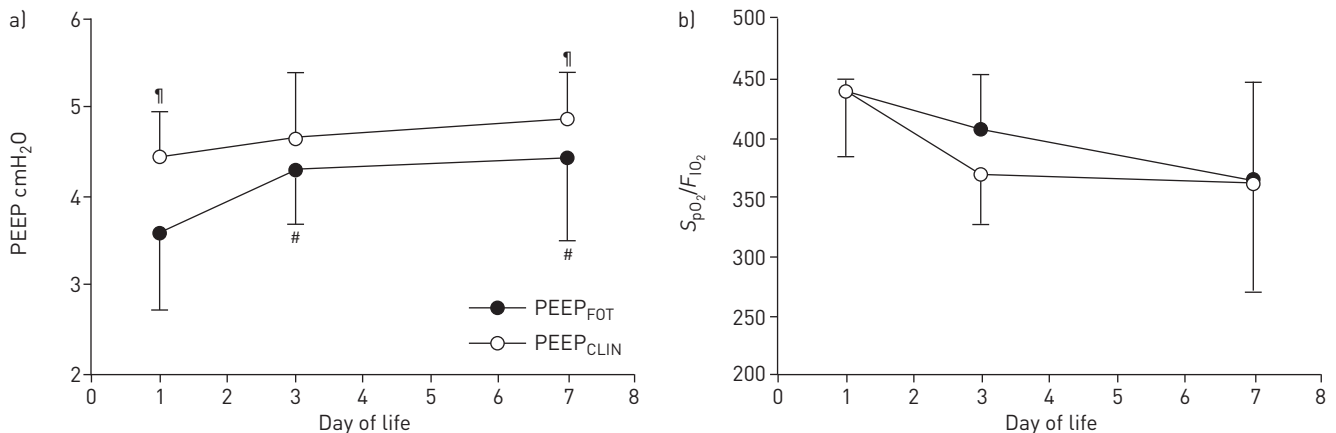 a)
PEEP cmH₂O
6
5
4
3
2
¶
¶
#
#
PEEP_FOT
PEEP_CLIN
0 1 2 3 4 5 6 7 8
Day of life
b)
SpO₂/FIO₂
500
450
400
350
300
250
200
0 1 2 3 4 5 6 7 8
Day of life